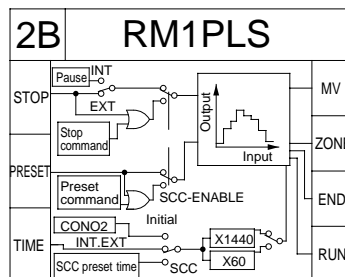 2B RM1PLS
Pause INT
STOP
EXT
Stop
command
Output
Input
MV
ZONE
PRESET
Preset
command
SCC-ENABLE
END
CONO2 Initial
TIME INT.EXT
X1440
X60
RUN
SCC preset time SCC